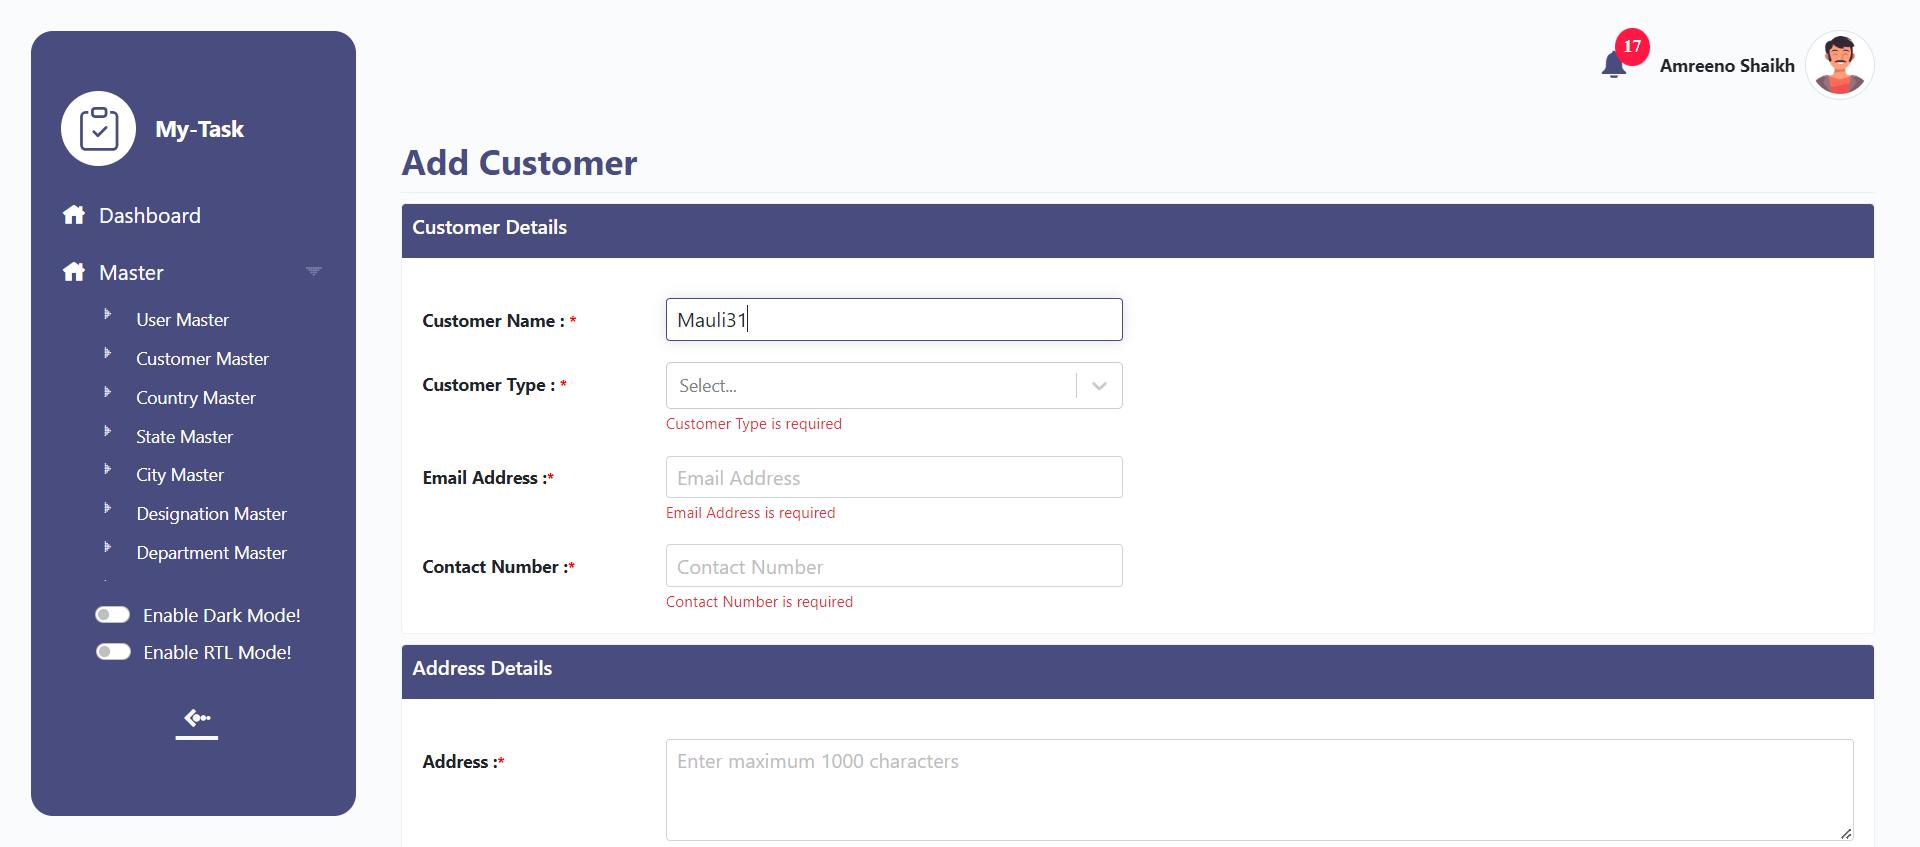 17
Amreeno Shaikh
My-Task
Dashboard
Master
User Master
Customer Master
Country Master
State Master
City Master
Designation Master
Department Master
Enable Dark Mode!
Enable RTL Mode!
Add Customer
Customer Details
Customer Name : *
Mauli31
Customer Type : *
Select...
Customer Type is required
Email Address :*
Email Address
Email Address is required
Contact Number :*
Contact Number
Contact Number is required
Address Details
Address :*
Enter maximum 1000 characters